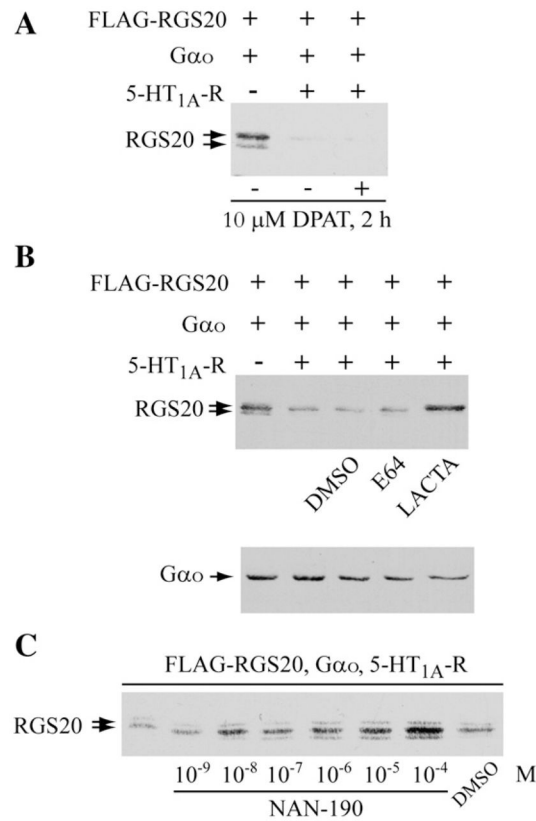 A
FLAG-RGS20 + + +
Gαo + + +
5-HT1A-R - + +
RGS20
- - +
10 μM DPAT, 2 h
B
FLAG-RGS20 + + + + +
Gαo + + + + +
5-HT1A-R - + + + +
RGS20
DMSO E64 LACTA
Gαo
C
FLAG-RGS20, Gαo, 5-HT1A-R
RGS20
10-9 10-8 10-7 10-6 10-5 10-4 DMSO M
NAN-190